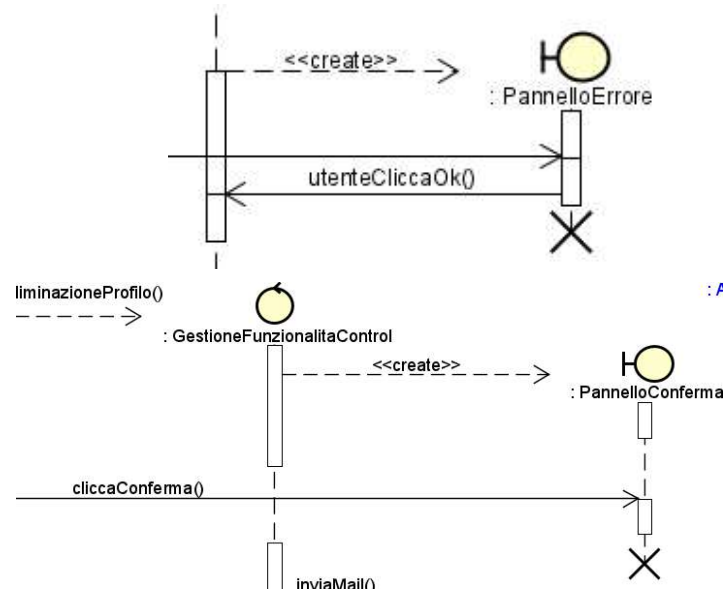 <<create>>
: PannelloErrore
utenteCliccaOk()
liminazioneProfilo()
: A
: GestioneFunzionalitaControl
<<create>>
: PannelloConferma
cliccaConferma()
inviaMail()